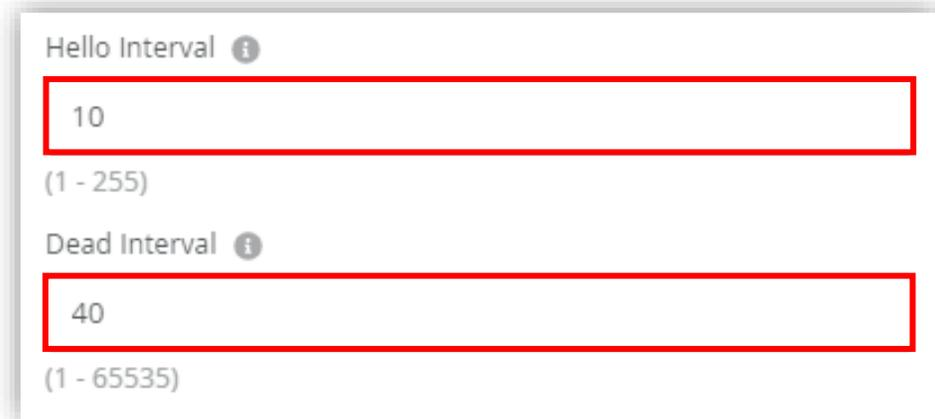 Hello Interval
10
(1 - 255)
Dead Interval
40
(1 - 65535)